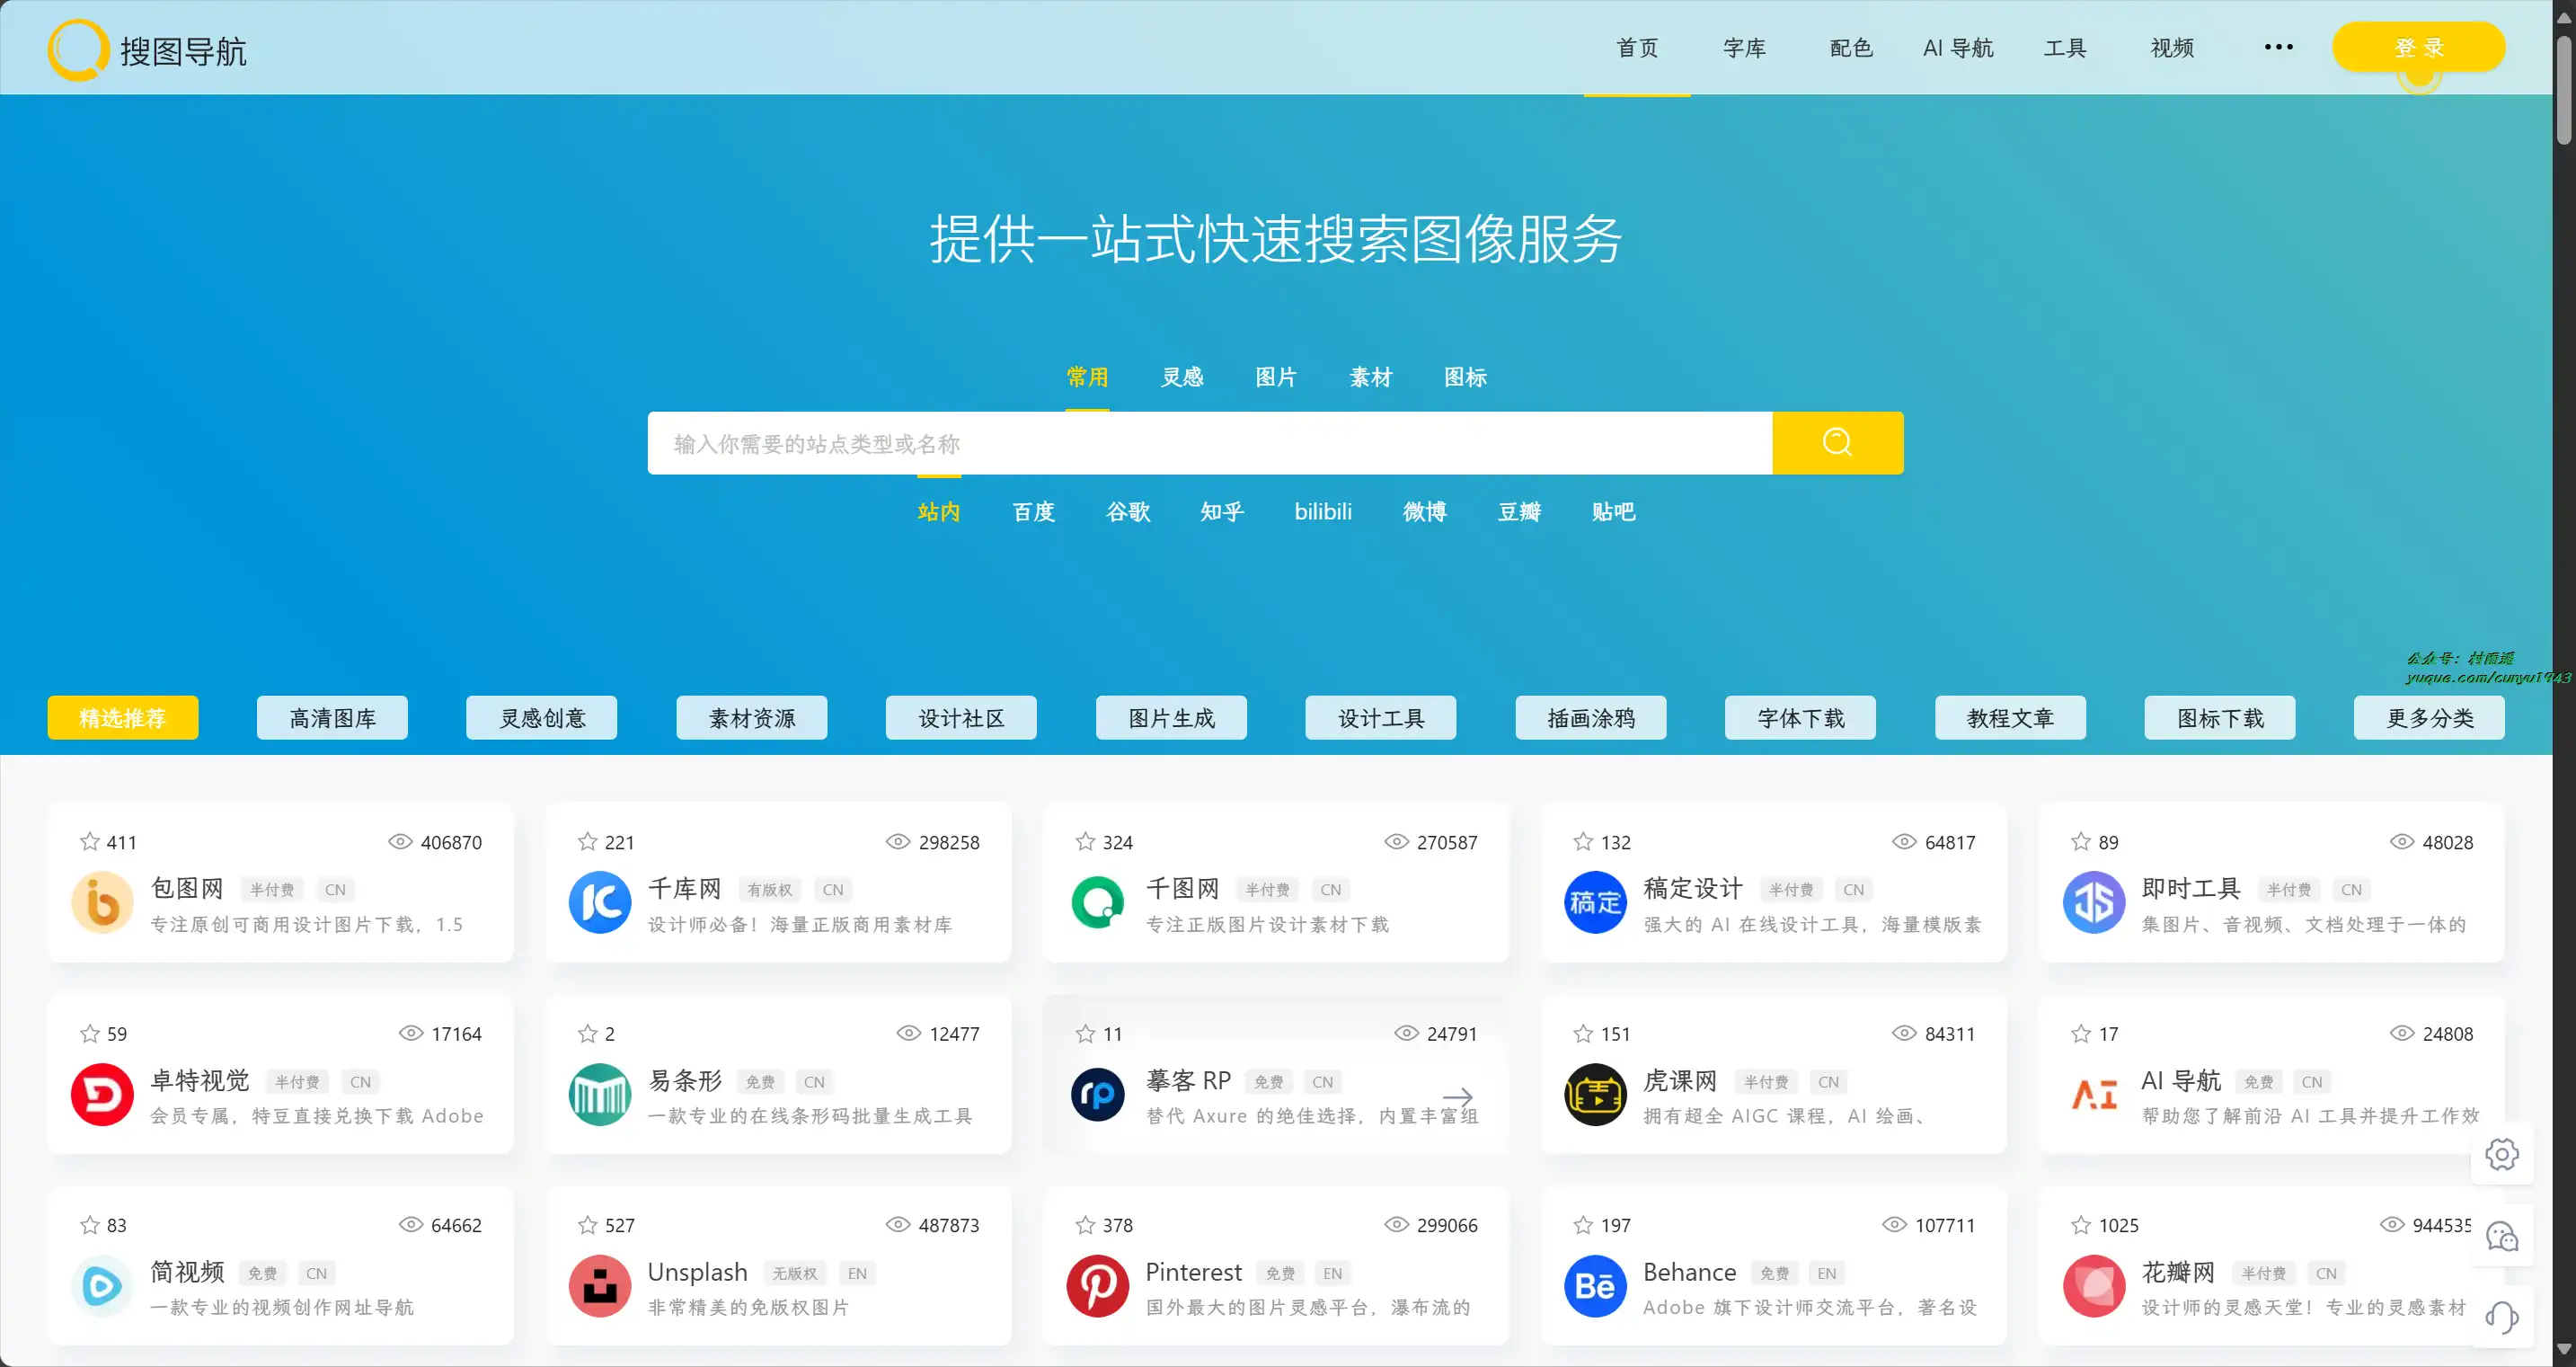 搜图导航
首页 字库 配色 AI 导航 工具 视频 ••• 登 录
提供一站式快速搜索图像服务
常用 灵感 图片 素材 图标
输入你需要的站点类型或名称
站内 百度 谷歌 知乎 bilibili 微博 豆瓣 贴吧
公众号：村雨遥
yuque.com/cunyu1943
精选推荐 高清图库 灵感创意 素材资源 设计社区 图片生成 设计工具 插画涂鸦 字体下载 教程文章 图标下载 更多分类
411 406870 221 298258 324 270587 132 64817 89 48028
包图网 半付费 CN 千库网 有版权 CN 千图网 半付费 CN 稿定 稿定设计 半付费 CN 即时工具 半付费 CN
专注原创可商用设计图片下载，1.5 设计师必备！海量正版商用素材库 专注正版图片设计素材下载 强大的 AI 在线设计工具，海量模版素 集图片、音视频、文档处理于一体的
59 17164 2 12477 11 24791 151 84311 17 24808
卓特视觉 半付费 CN 易条形 免费 CN rp 摹客 RP 免费 CN 虎课网 半付费 CN AI AI 导航 免费 CN
会员专属，特豆直接兑换下载 Adobe 一款专业的在线条形码批量生成工具 替代 Axure 的绝佳选择，内置丰富组 拥有超全 AIGC 课程，AI 绘画、 帮助您了解前沿 AI 工具并提升工作效
83 64662 527 487873 378 299066 197 107711 1025 944535
简视频 免费 CN Unsplash 无版权 EN Pinterest 免费 EN Bē Behance 免费 EN 花瓣网 半付费 CN
一款专业的视频创作网址导航 非常精美的免版权图片 国外最大的图片灵感平台，瀑布流的 Adobe 旗下设计师交流平台，著名设 设计师的灵感天堂！专业的灵感素材